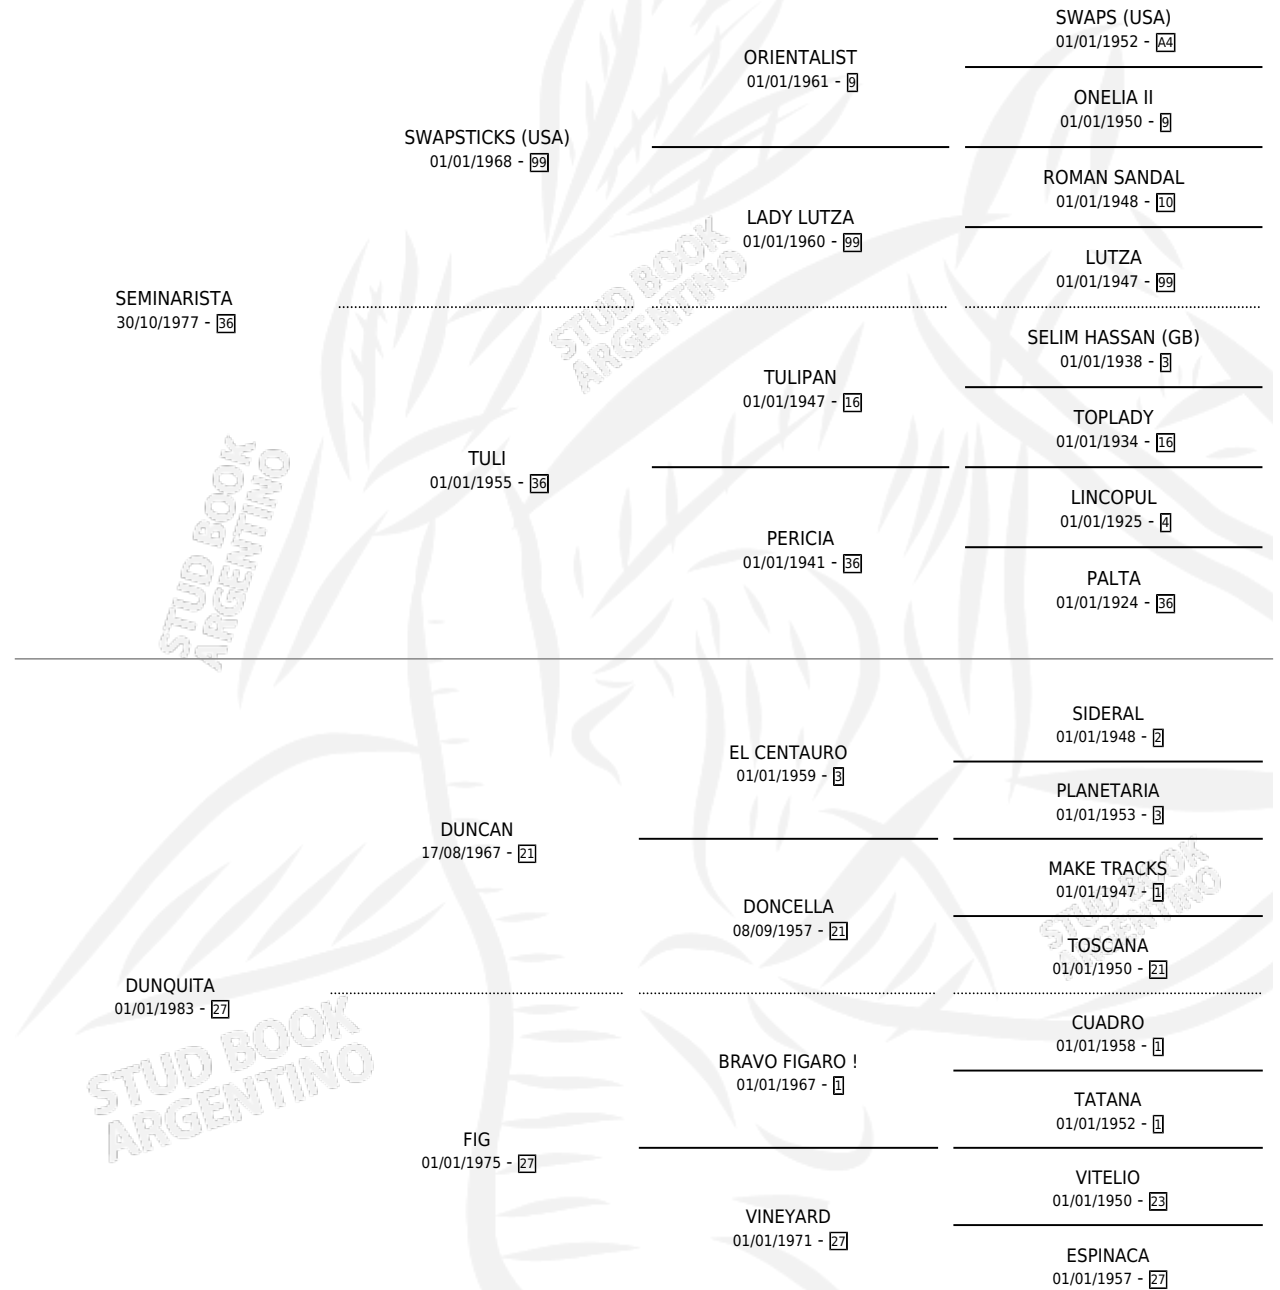 SWAPS (USA)
01/01/1952 - A4
ORIENTALIST
01/01/1961 - 9
ONELIA II
01/01/1950 - 9
SWAPSTICKS (USA)
01/01/1968 - 99
ROMAN SANDAL
01/01/1948 - 10
LADY LUTZA
01/01/1960 - 99
LUTZA
01/01/1947 - 99
SEMINARISTA
30/10/1977 - 36
STUD BOOK
ARGENTINO
SELIM HASSAN (GB)
01/01/1938 - 3
TULIPAN
01/01/1947 - 16
TOPLADY
01/01/1934 - 16
TULI
01/01/1955 - 36
LINCOPUL
01/01/1925 - 4
PERICIA
01/01/1941 - 36
PALTA
01/01/1924 - 36
STUD BOOK
ARGENTINO
SIDERAL
01/01/1948 - 2
EL CENTAURO
01/01/1959 - 3
PLANETARIA
01/01/1953 - 3
DUNCAN
17/08/1967 - 21
MAKE TRACKS
01/01/1947 - 1
DONCELLA
08/09/1957 - 21
STUD BOOK
ARGENTINO
TOSCANA
01/01/1950 - 21
DUNQUITA
01/01/1983 - 27
CUADRO
01/01/1958 - 1
BRAVO FIGARO !
01/01/1967 - 1
STUD BOOK
ARGENTINO
TATANA
01/01/1952 - 1
FIG
01/01/1975 - 27
VITELIO
01/01/1950 - 23
VINEYARD
01/01/1971 - 27
ESPINACA
01/01/1957 - 27